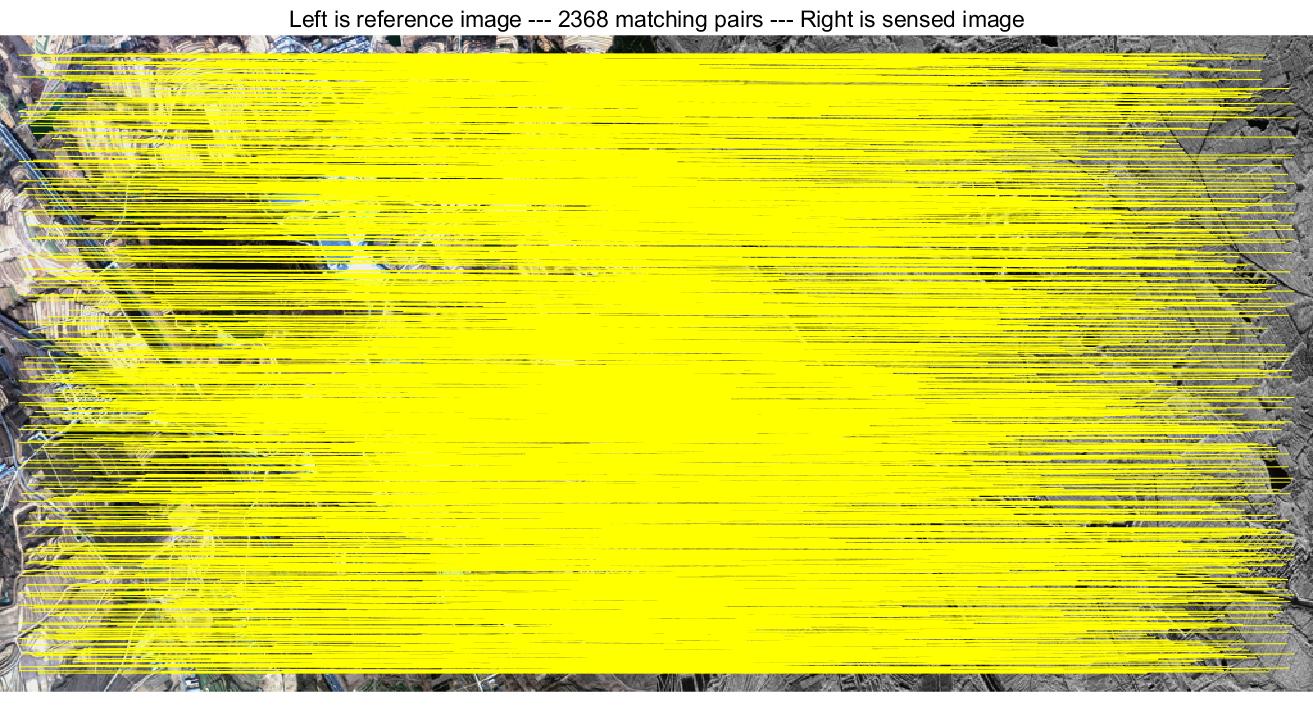 Left is reference image --- 2368 matching pairs --- Right is sensed image